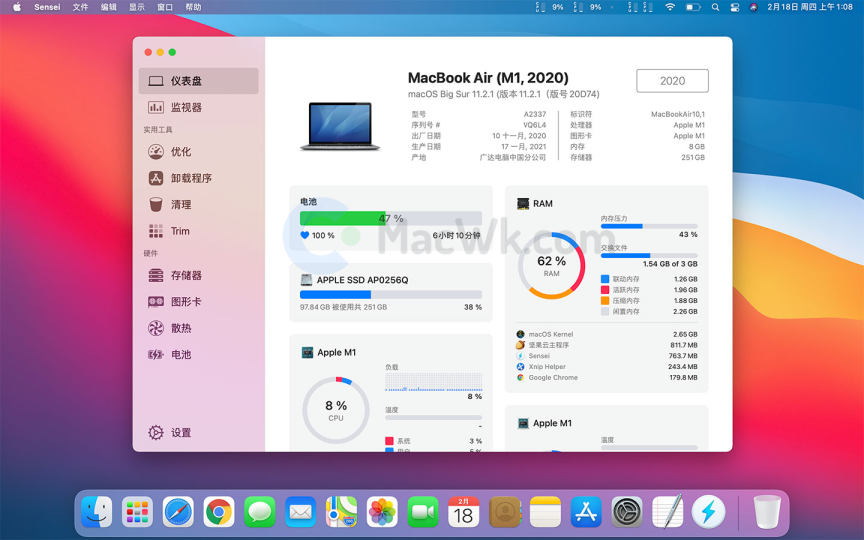 Sensei 文件 编辑 显示 窗口 帮助 9% 9% 2月18日 周四 上午1:08
仪表盘
监视器
实用工具
优化
卸载程序
清理
Trim
硬件
存储器
图形卡
散热
电池
设置
MacBook Air (M1, 2020)
macOS Big Sur 11.2.1 (版本 11.2.1（版号 20D74)
2020
型号 A2337
序列号 # VQ6L4
出厂日期 10 十一月, 2020
生产日期 17 一月, 2021
产地 广达电脑中国分公司
标识符 MacBookAir10,1
处理器 Apple M1
图形卡 Apple M1
内存 8 GB
存储器 251 GB
电池
47 %
100 % 6小时10分钟
APPLE SSD AP0256Q
97.84 GB 被使用共 251 GB 38 %
Apple M1
8 %
CPU
负载
8 %
温度
-
系统 3 %
用户 5 %
RAM
62 %
RAM
内存压力
43 %
交换文件
1.54 GB of 3 GB
联动内存 1.26 GB
活跃内存 1.96 GB
压缩内存 1.88 GB
闲置内存 2.26 GB
macOS Kernel 2.65 GB
坚果云主程序 811.7 MB
Sensei 763.7 MB
Xnip Helper 243.4 MB
Google Chrome 179.8 MB
Apple M1
温度
MacWk.com
2月
18